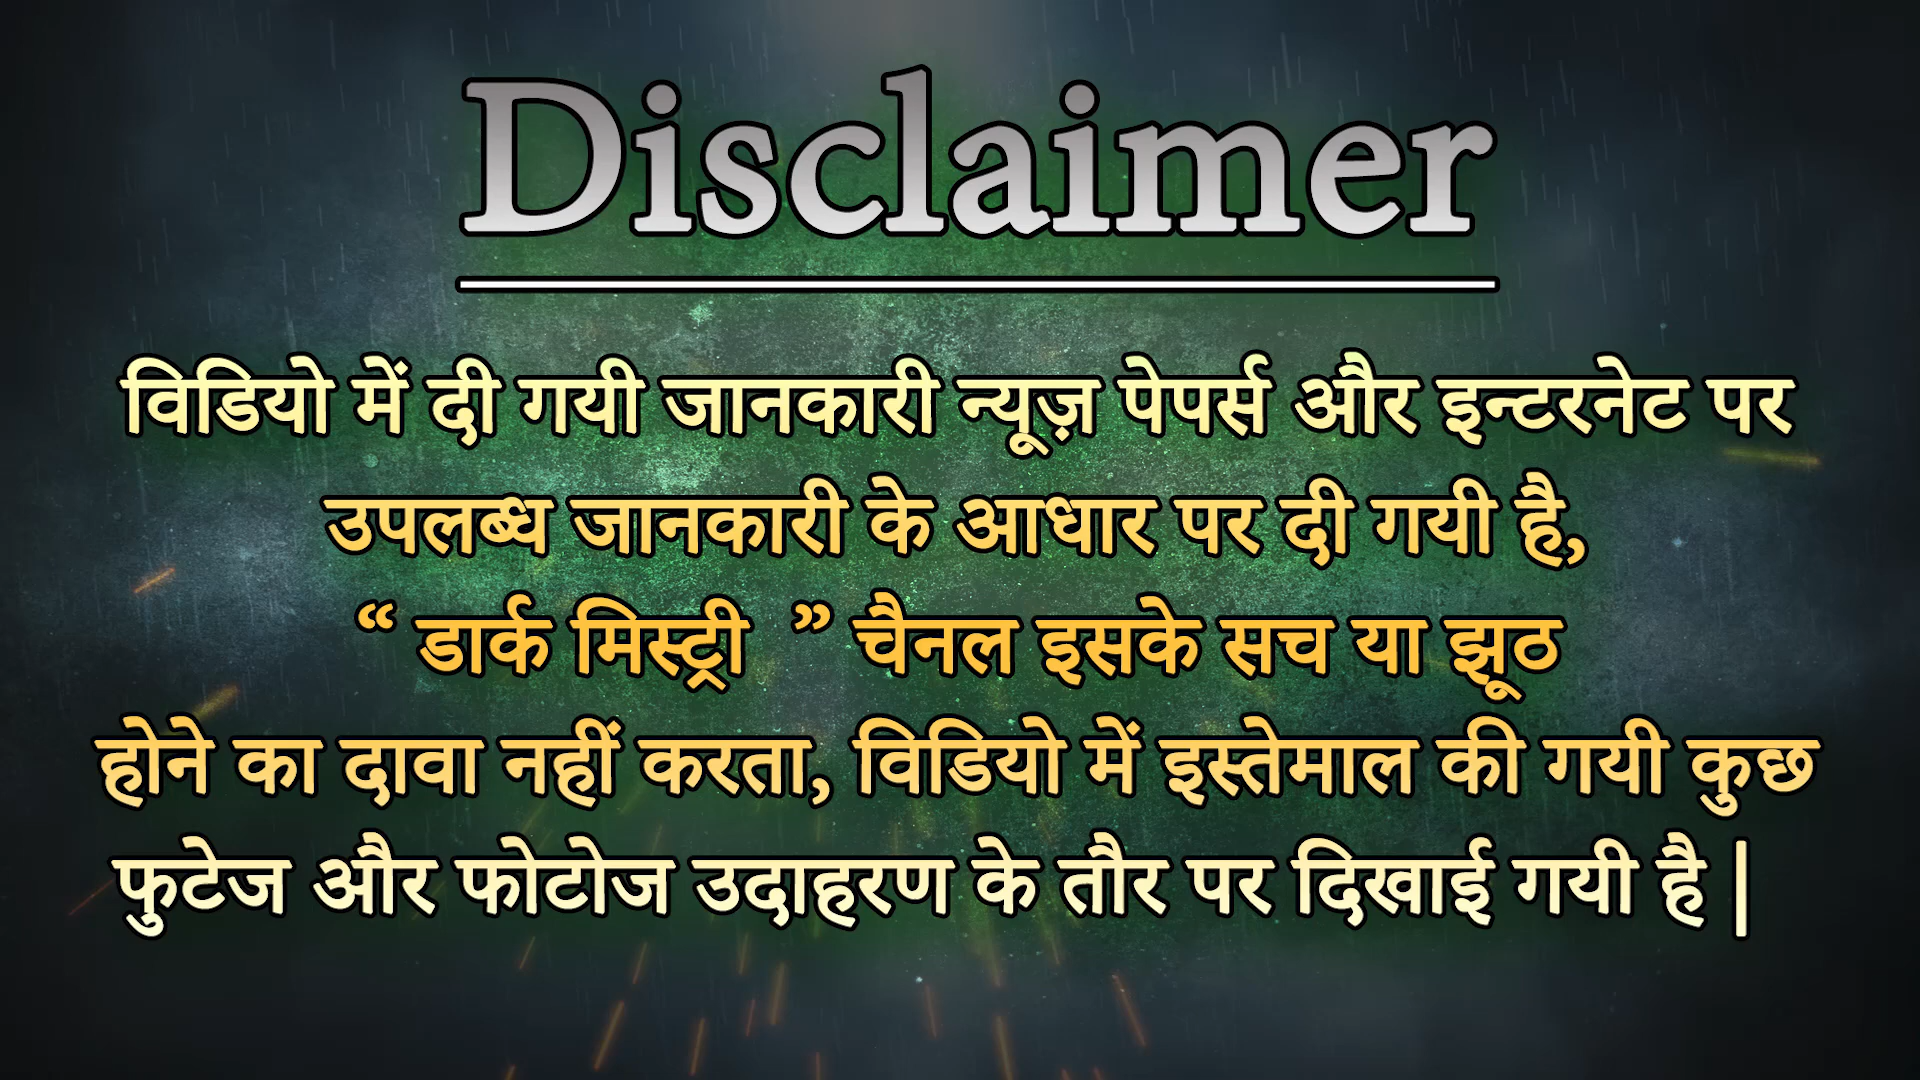 Disclaimer
विडियो में दी गयी जानकारी न्यूज़ पेपर्स और इन्टरनेट पर
उपलब्ध जानकारी के आधार पर दी गयी है,
“ डार्क मिस्ट्री ” चैनल इसके सच या झूठ
होने का दावा नहीं करता, विडियो में इस्तेमाल की गयी कुछ
फुटेज और फोटोज उदाहरण के तौर पर दिखाई गयी है |